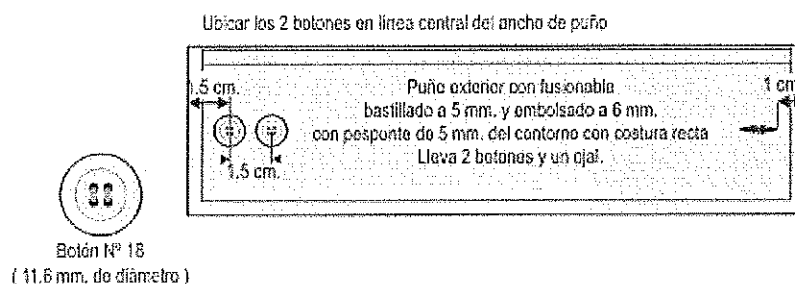 Ubicar los 2 botones en línea central del ancho de puño
1.5 cm.
Puño exterior con fusionable
1 cm
bastillado a 5 mm. y embolsado a 6 mm.
con pespunte de 5 mm. del contorno con costura recta
Lleva 2 botones y un ojal.
1.5 cm.
Botón Nº 18
( 11.6 mm. de diámetro )